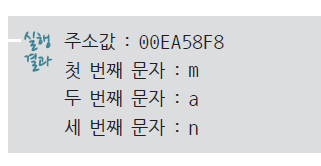 실행
결과
주소값 : 00EA58F8
첫 번째 문자 : m
두 번째 문자 : a
세 번째 문자 : n